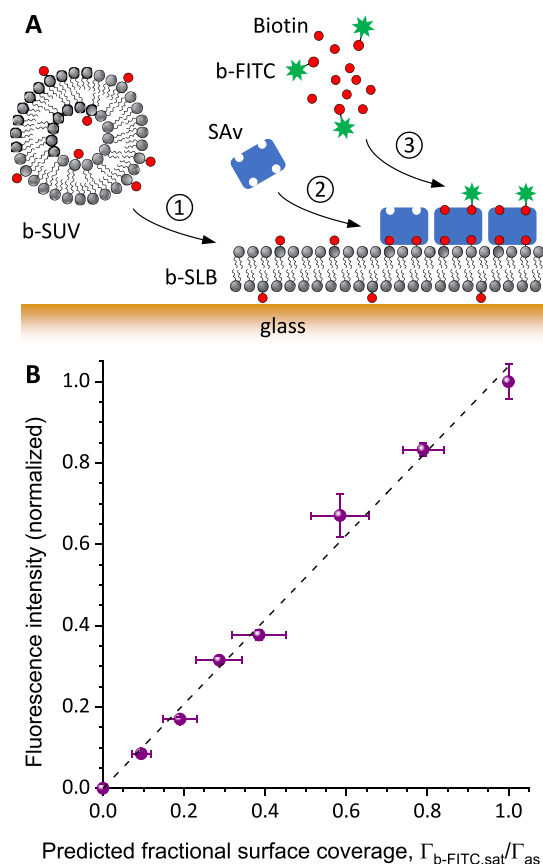 A
Biotin
b-FITC
SAv
③
①
②
b-SUV
b-SLB
glass
B
1.0
0.8
0.6
0.4
0.2
0.0
Fluorescence intensity (normalized)
0.0 0.2 0.4 0.6 0.8 1.0
Predicted fractional surface coverage, Γb-FITC,sat/Γas